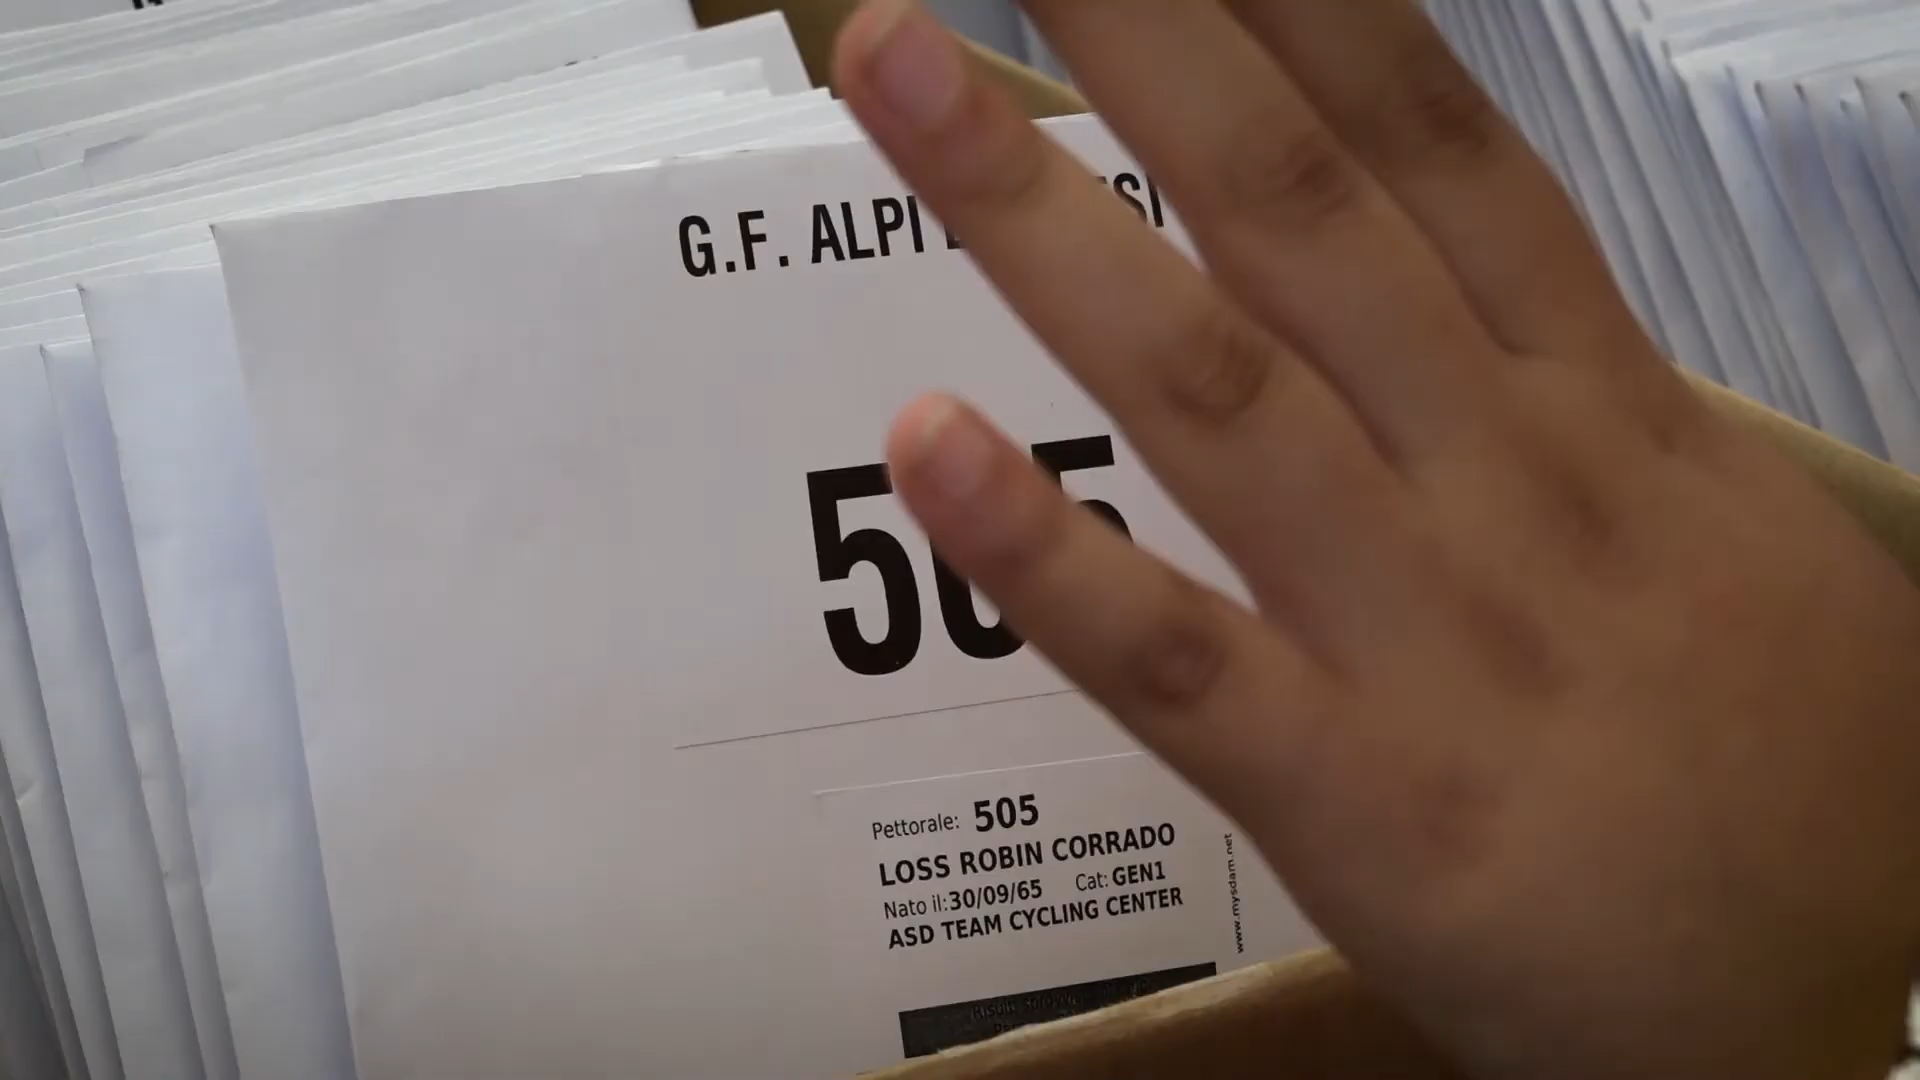 G.F. ALPI
505
Pettorale: 505
LOSS ROBIN CORRADO
Nato il: 30/09/65 Cat: GEN1
ASD TEAM CYCLING CENTER
www.mysdam.net